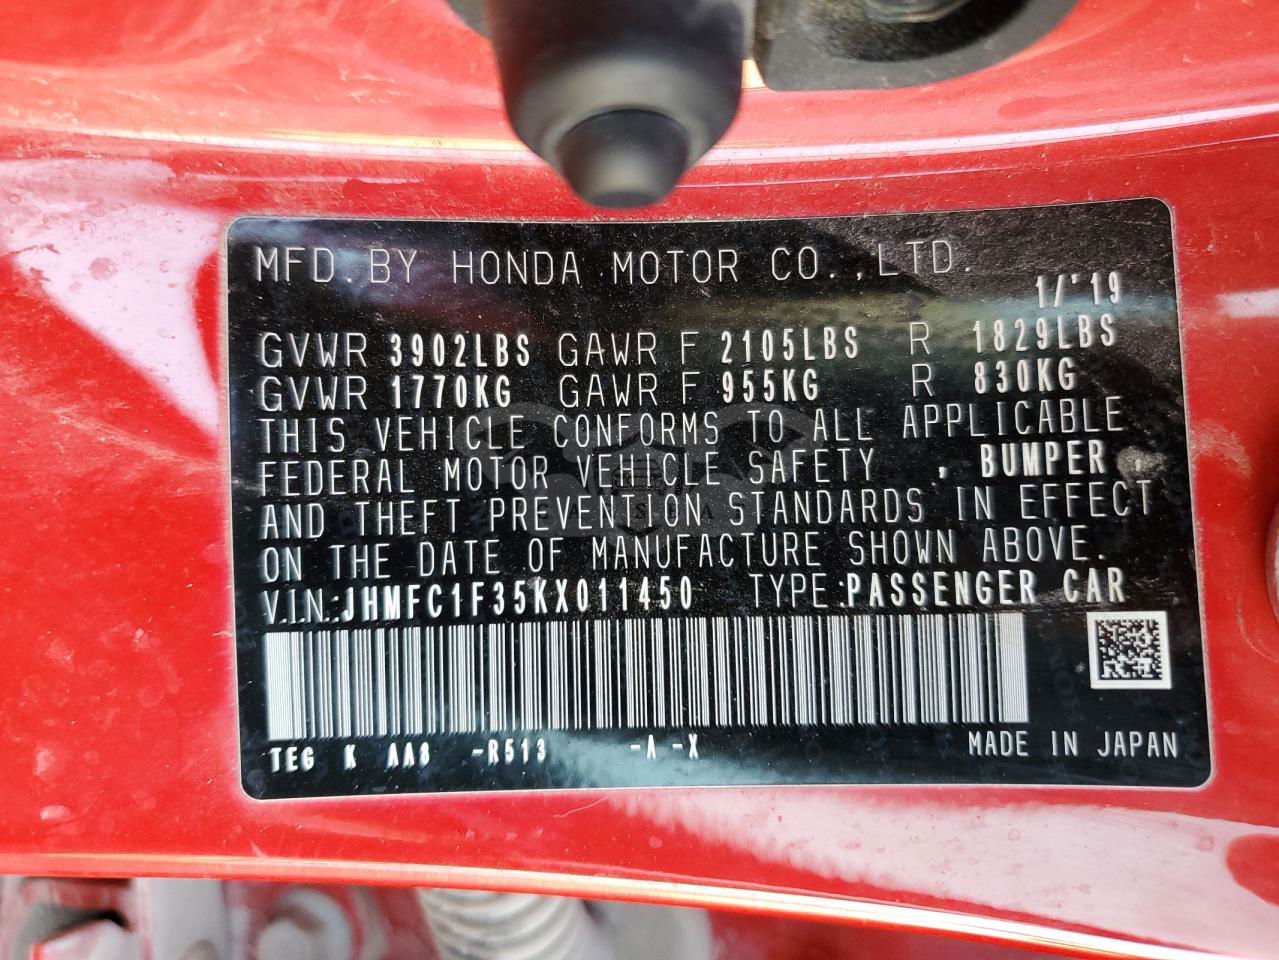 MFD. BY HONDA MOTOR CO., LTD.
1/'19
GVWR 3902LBS GAWR F 2105LBS R 1829LBS
GVWR 1770KG GAWR F 955KG R 830KG
THIS VEHICLE CONFORMS TO ALL APPLICABLE
FEDERAL MOTOR VEHICLE SAFETY , BUMPER ,
AND THEFT PREVENTION STANDARDS IN EFFECT
ON THE DATE OF MANUFACTURE SHOWN ABOVE.
V.I.N.:JHMFC1F35KX011450 TYPE:PASSENGER CAR
TEG K AA8 -R513 -A -X MADE IN JAPAN